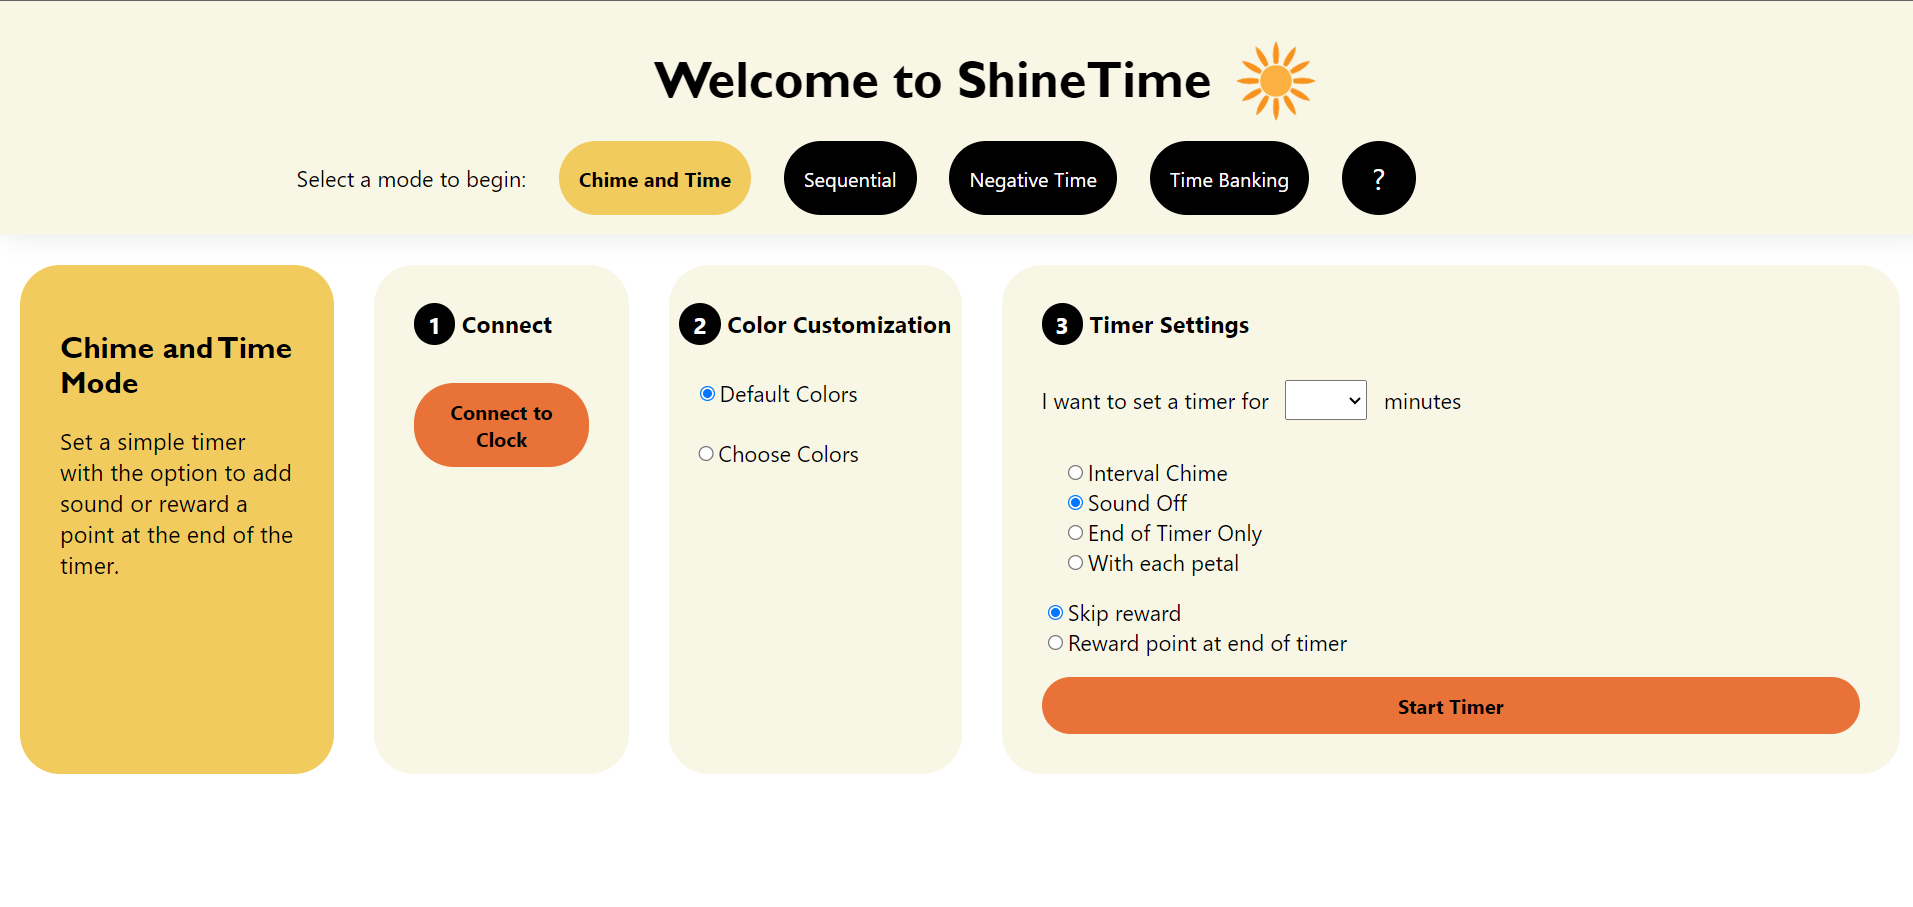 Welcome to ShineTime
Select a mode to begin:
Chime and Time
Sequential
Negative Time
Time Banking
?
Chime and Time
Mode
Set a simple timer
with the option to add
sound or reward a
point at the end of the
timer.
1 Connect
Connect to
Clock
2 Color Customization
Default Colors
Choose Colors
3 Timer Settings
I want to set a timer for minutes
Interval Chime
Sound Off
End of Timer Only
With each petal
Skip reward
Reward point at end of timer
Start Timer